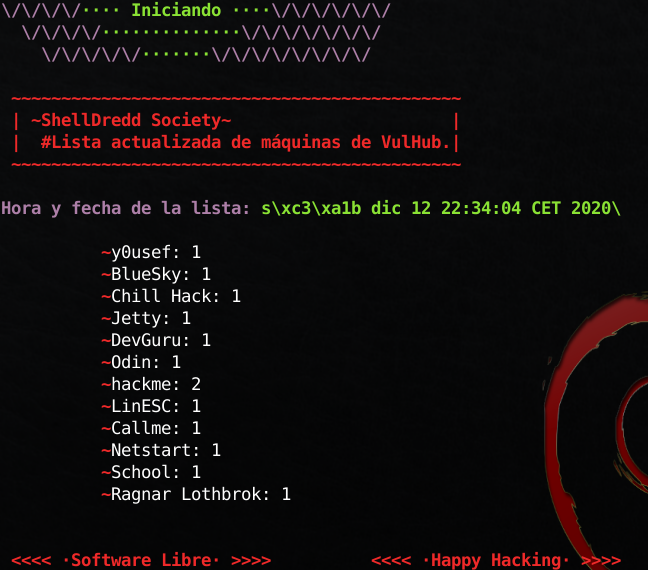 \/\/\/\/···· Iniciando ····\/\/\/\/\/\/
\/\/\/\/··············\/\/\/\/\/\/\/
\/\/\/\/\/·······\/\/\/\/\/\/\/\/
~~~~~~~~~~~~~~~~~~~~~~~~~~~~~~~~~~~~~~~~~~~~~
| ~ShellDredd Society~                      |
|  #Lista actualizada de máquinas de VulHub.|
~~~~~~~~~~~~~~~~~~~~~~~~~~~~~~~~~~~~~~~~~~~~~
Hora y fecha de la lista: s\xc3\xa1b dic 12 22:34:04 CET 2020\
~y0usef: 1
~BlueSky: 1
~Chill Hack: 1
~Jetty: 1
~DevGuru: 1
~Odin: 1
~hackme: 2
~LinESC: 1
~Callme: 1
~Netstart: 1
~School: 1
~Ragnar Lothbrok: 1
<<<< ·Software Libre· >>>>          <<<< ·Happy Hacking· >>>>